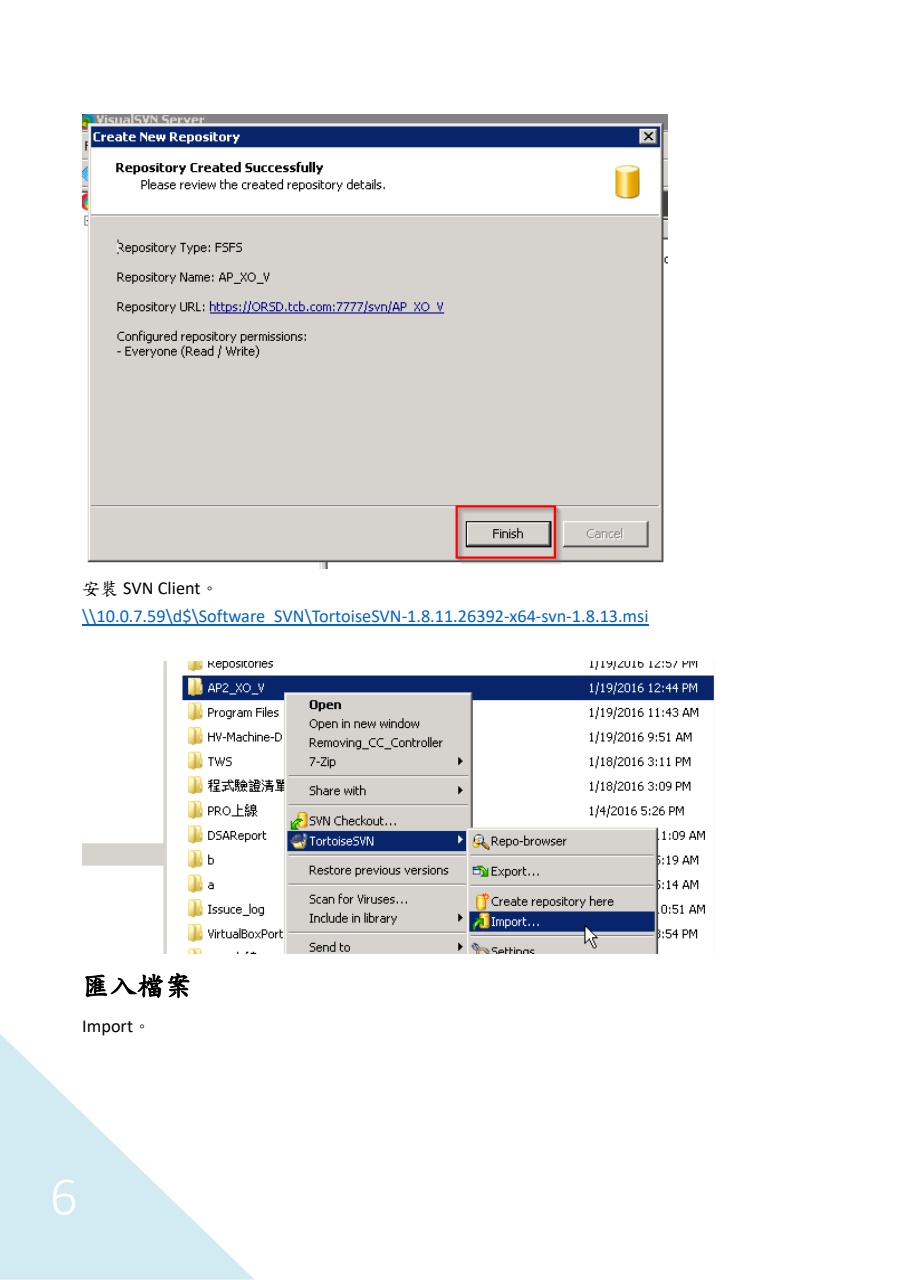 VisualSVN Server
Create New Repository
Repository Created Successfully
Please review the created repository details.
Repository Type: FSFS
Repository Name: AP_XO_V
Repository URL: https://ORSD.tcb.com:7777/svn/AP_XO_V
Configured repository permissions:
- Everyone (Read / Write)
Finish Cancel
安裝 SVN Client。
\\10.0.7.59\d$\Software_SVN\TortoiseSVN-1.8.11.26392-x64-svn-1.8.13.msi
Repositories 1/19/2016 12:57 PM
AP2_XO_V 1/19/2016 12:44 PM
Open
Program Files 1/19/2016 11:43 AM
Open in new window
HV-Machine-D 1/19/2016 9:51 AM
Removing_CC_Controller
TWS 1/18/2016 3:11 PM
7-Zip
程式驗證清單 1/18/2016 3:09 PM
Share with
PRO上線 1/4/2016 5:26 PM
SVN Checkout...
DSAReport 1:09 AM
TortoiseSVN Repo-browser
b 5:19 AM
Restore previous versions Export...
a 5:14 AM
Scan for Viruses... Create repository here
Issuce_log 0:51 AM
Include in library Import...
VirtualBoxPort 3:54 PM
Send to Settings
匯入檔案
Import。
6